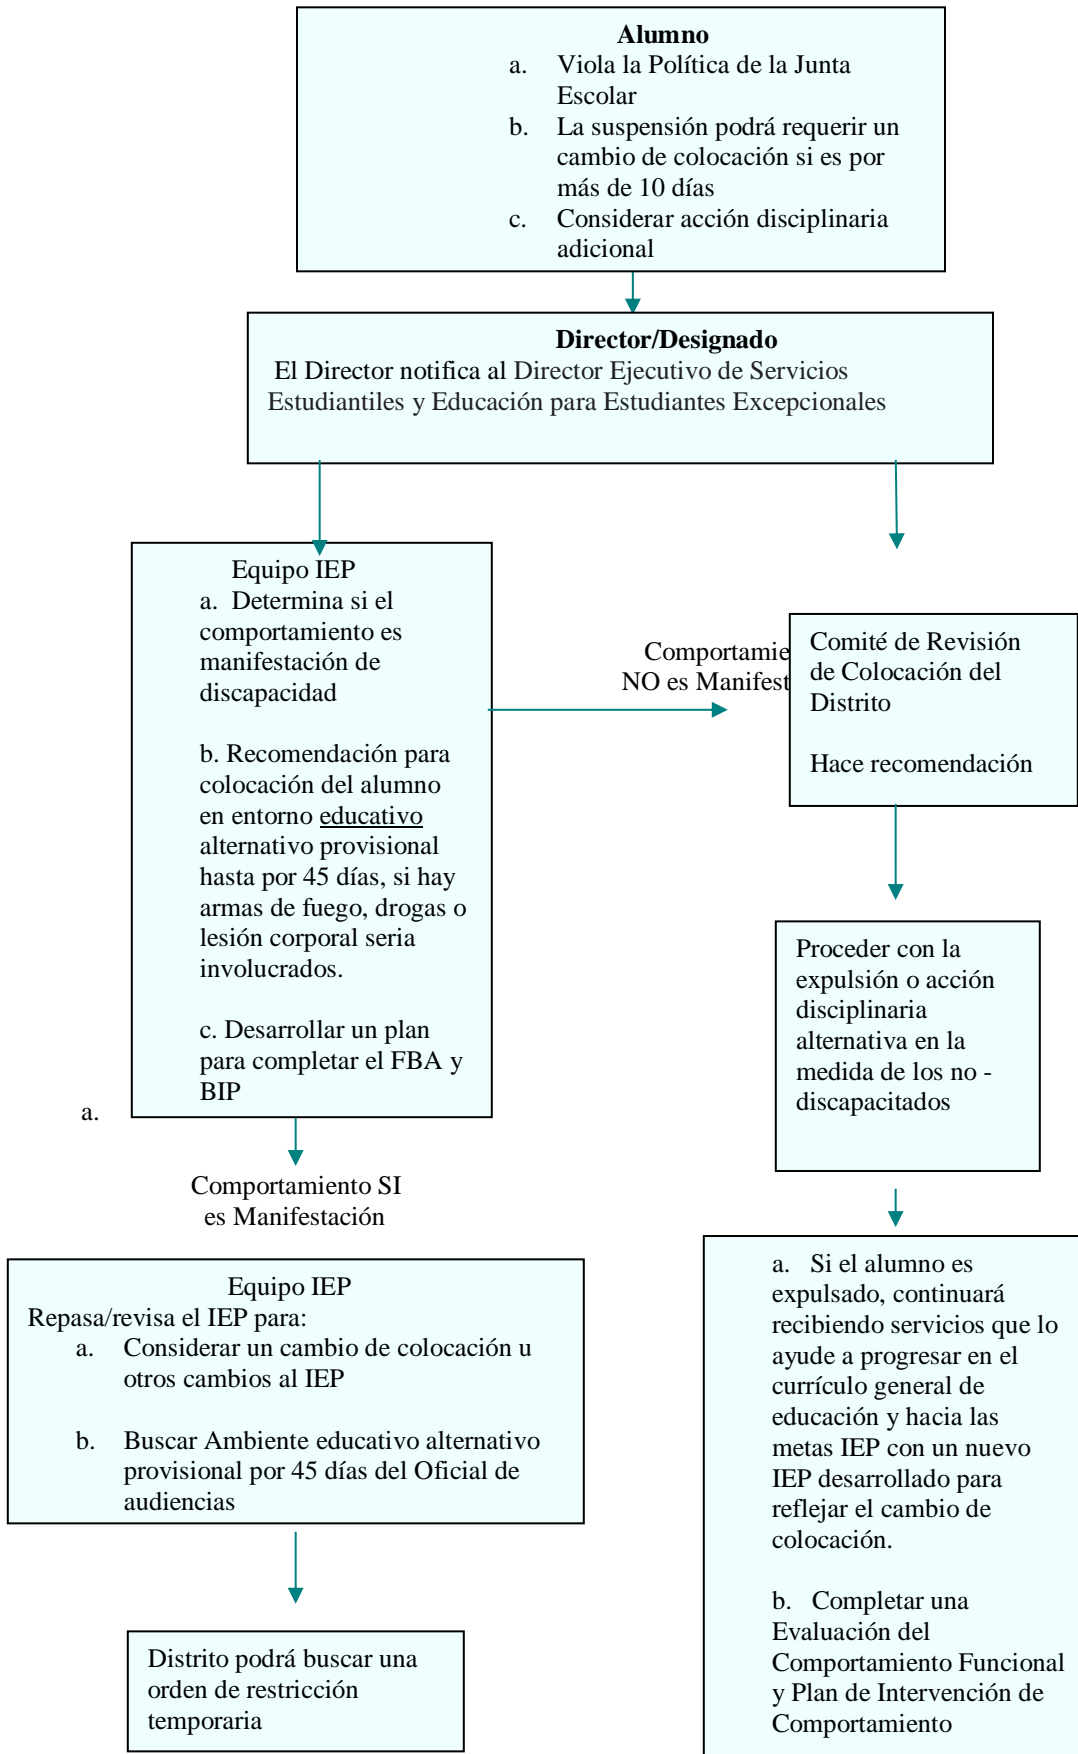 Alumno
a. Viola la Política de la Junta
Escolar
b. La suspensión podrá requerir un
cambio de colocación si es por
más de 10 días
c. Considerar acción disciplinaria
adicional
Director/Designado
El Director notifica al Director Ejecutivo de Servicios
Estudiantiles y Educación para Estudiantes Excepcionales
Equipo IEP
a. Determina si el
comportamiento es
manifestación de
discapacidad
b. Recomendación para
colocación del alumno
en entorno educativo
alternativo provisional
hasta por 45 días, si hay
armas de fuego, drogas o
lesión corporal seria
involucrados.
c. Desarrollar un plan
para completar el FBA y
BIP
a.
Comportamie
NO es Manifest
Comité de Revisión
de Colocación del
Distrito
Hace recomendación
Proceder con la
expulsión o acción
disciplinaria
alternativa en la
medida de los no -
discapacitados
Comportamiento SI
es Manifestación
Equipo IEP
Repasa/revisa el IEP para:
a. Considerar un cambio de colocación u
otros cambios al IEP
b. Buscar Ambiente educativo alternativo
provisional por 45 días del Oficial de
audiencias
Distrito podrá buscar una
orden de restricción
temporaria
a. Si el alumno es
expulsado, continuará
recibiendo servicios que lo
ayude a progresar en el
currículo general de
educación y hacia las
metas IEP con un nuevo
IEP desarrollado para
reflejar el cambio de
colocación.
b. Completar una
Evaluación del
Comportamiento Funcional
y Plan de Intervención de
Comportamiento